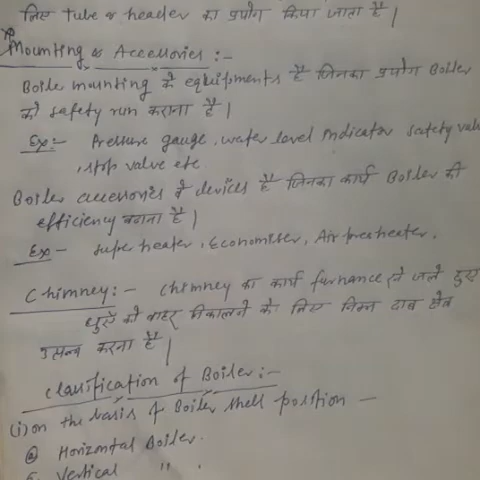 लिए tube & header का प्रयोग किया जाता है|
Mounting & Accessories:-
Boile mounting वे equipments है जिनका प्रयोग Boiler
को safety run कराना है|
Ex:- Pressure gauge, water level Indicator safety valve
, stop valve etc.
Boiler accessories वे devices है जिनका कार्य Boiler की
efficiency बढाना है|
Ex - super heater, Economiser, Air preheater.
Chimney:- chimney का कार्य furnance से जले हुए
धुएँ को बाहर निकालने के लिए निम्न दाब क्षेत्र
उत्पन्न करना है|
Classification of Boiler:-
(i) on the basis of Boiler shell position -
@ Horizontal Boiler.
Vertical " .